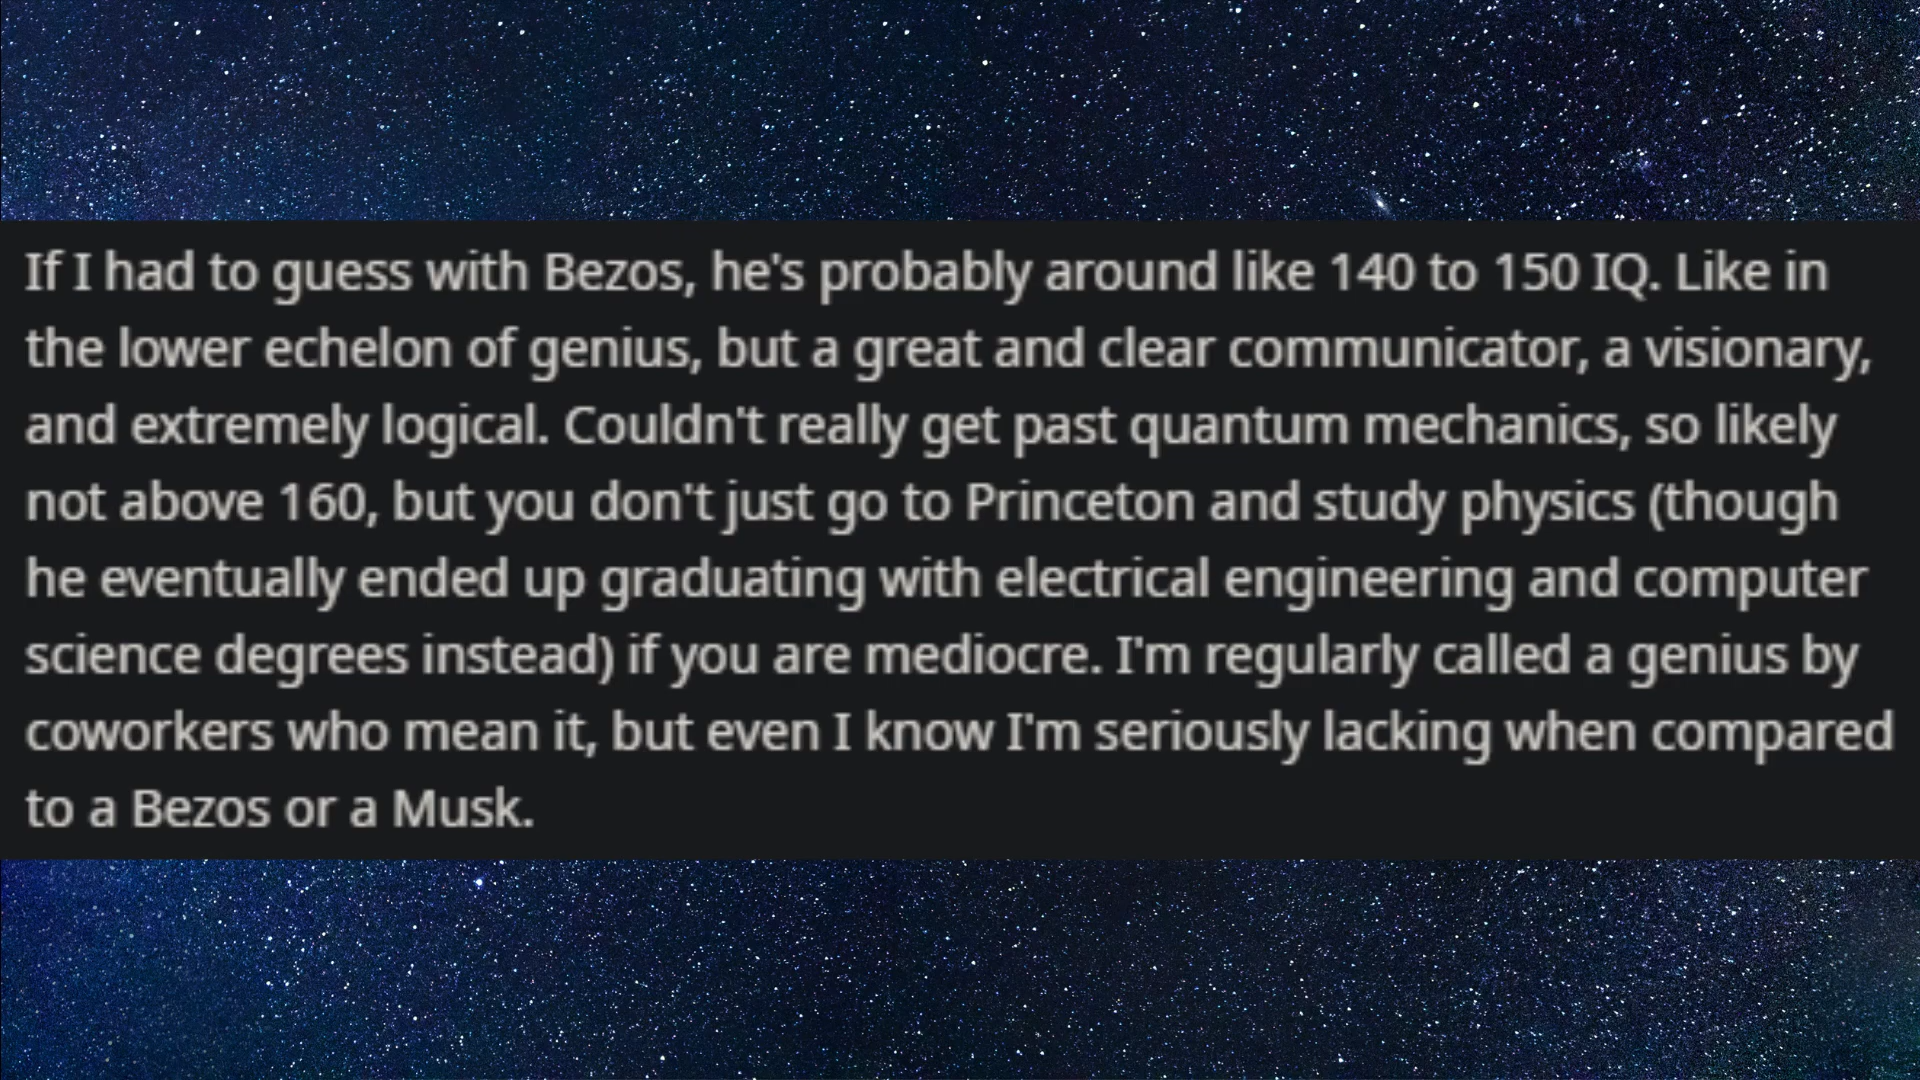 If I had to guess with Bezos, he's probably around like 140 to 150 IQ. Like in
the lower echelon of genius, but a great and clear communicator, a visionary,
and extremely logical. Couldn't really get past quantum mechanics, so likely
not above 160, but you don't just go to Princeton and study physics (though
he eventually ended up graduating with electrical engineering and computer
science degrees instead) if you are mediocre. I'm regularly called a genius by
coworkers who mean it, but even I know I'm seriously lacking when compared
to a Bezos or a Musk.